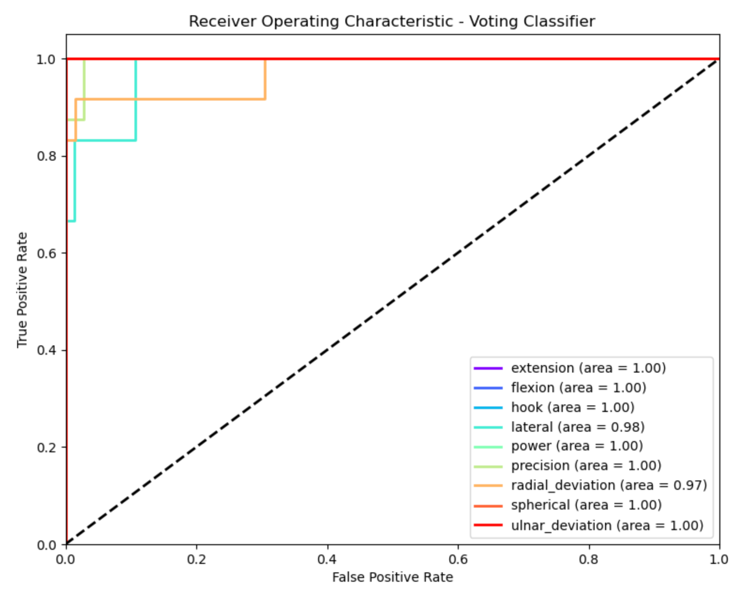 Receiver Operating Characteristic - Voting Classifier
True Positive Rate
1.0
0.8
0.6
0.4
0.2
0.0
extension (area = 1.00)
flexion (area = 1.00)
hook (area = 1.00)
lateral (area = 0.98)
power (area = 1.00)
precision (area = 1.00)
radial_deviation (area = 0.97)
spherical (area = 1.00)
ulnar_deviation (area = 1.00)
0.0 0.2 0.4 0.6 0.8 1.0
False Positive Rate